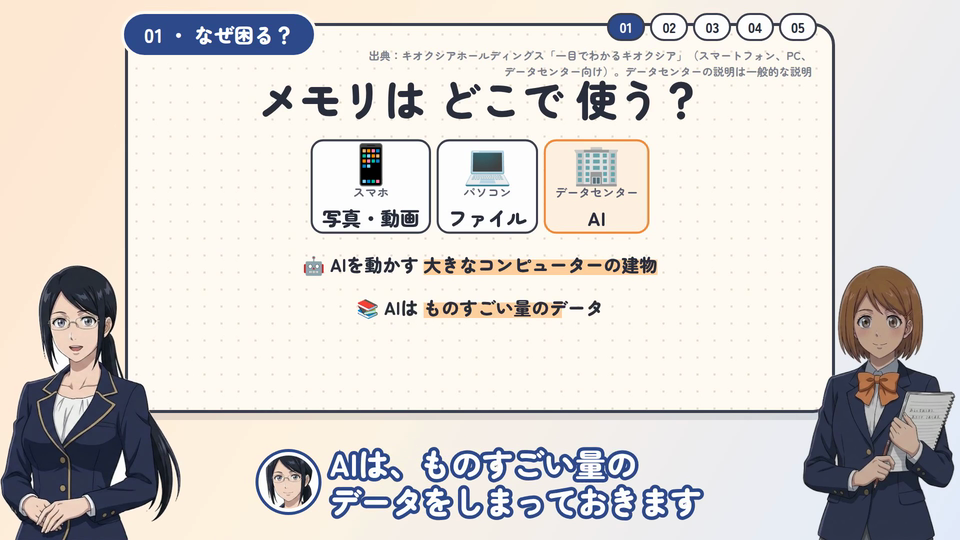 01 ・ なぜ困る？
01 02 03 04 05
出典：キオクシアホールディングス「一目でわかるキオクシア」（スマートフォン、PC、
データセンター向け）。データセンターの説明は一般的な説明
メモリは どこで 使う？
スマホ
写真・動画
パソコン
ファイル
データセンター
AI
AIを動かす 大きなコンピューターの建物
AIは ものすごい量のデータ
AIは、ものすごい量の
データをしまっておきます